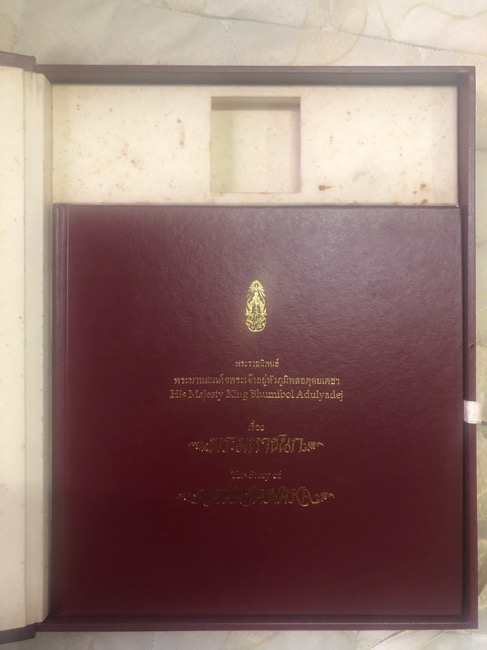 พระราชนิพนธ์
พระบาทสมเด็จพระเจ้าอยู่หัวภูมิพลอดุลยเดชฯ
His Majesty King Bhumibol Adulyadej
เรื่อง
พระมหาชนก
The Story of
MAHAJANAKA